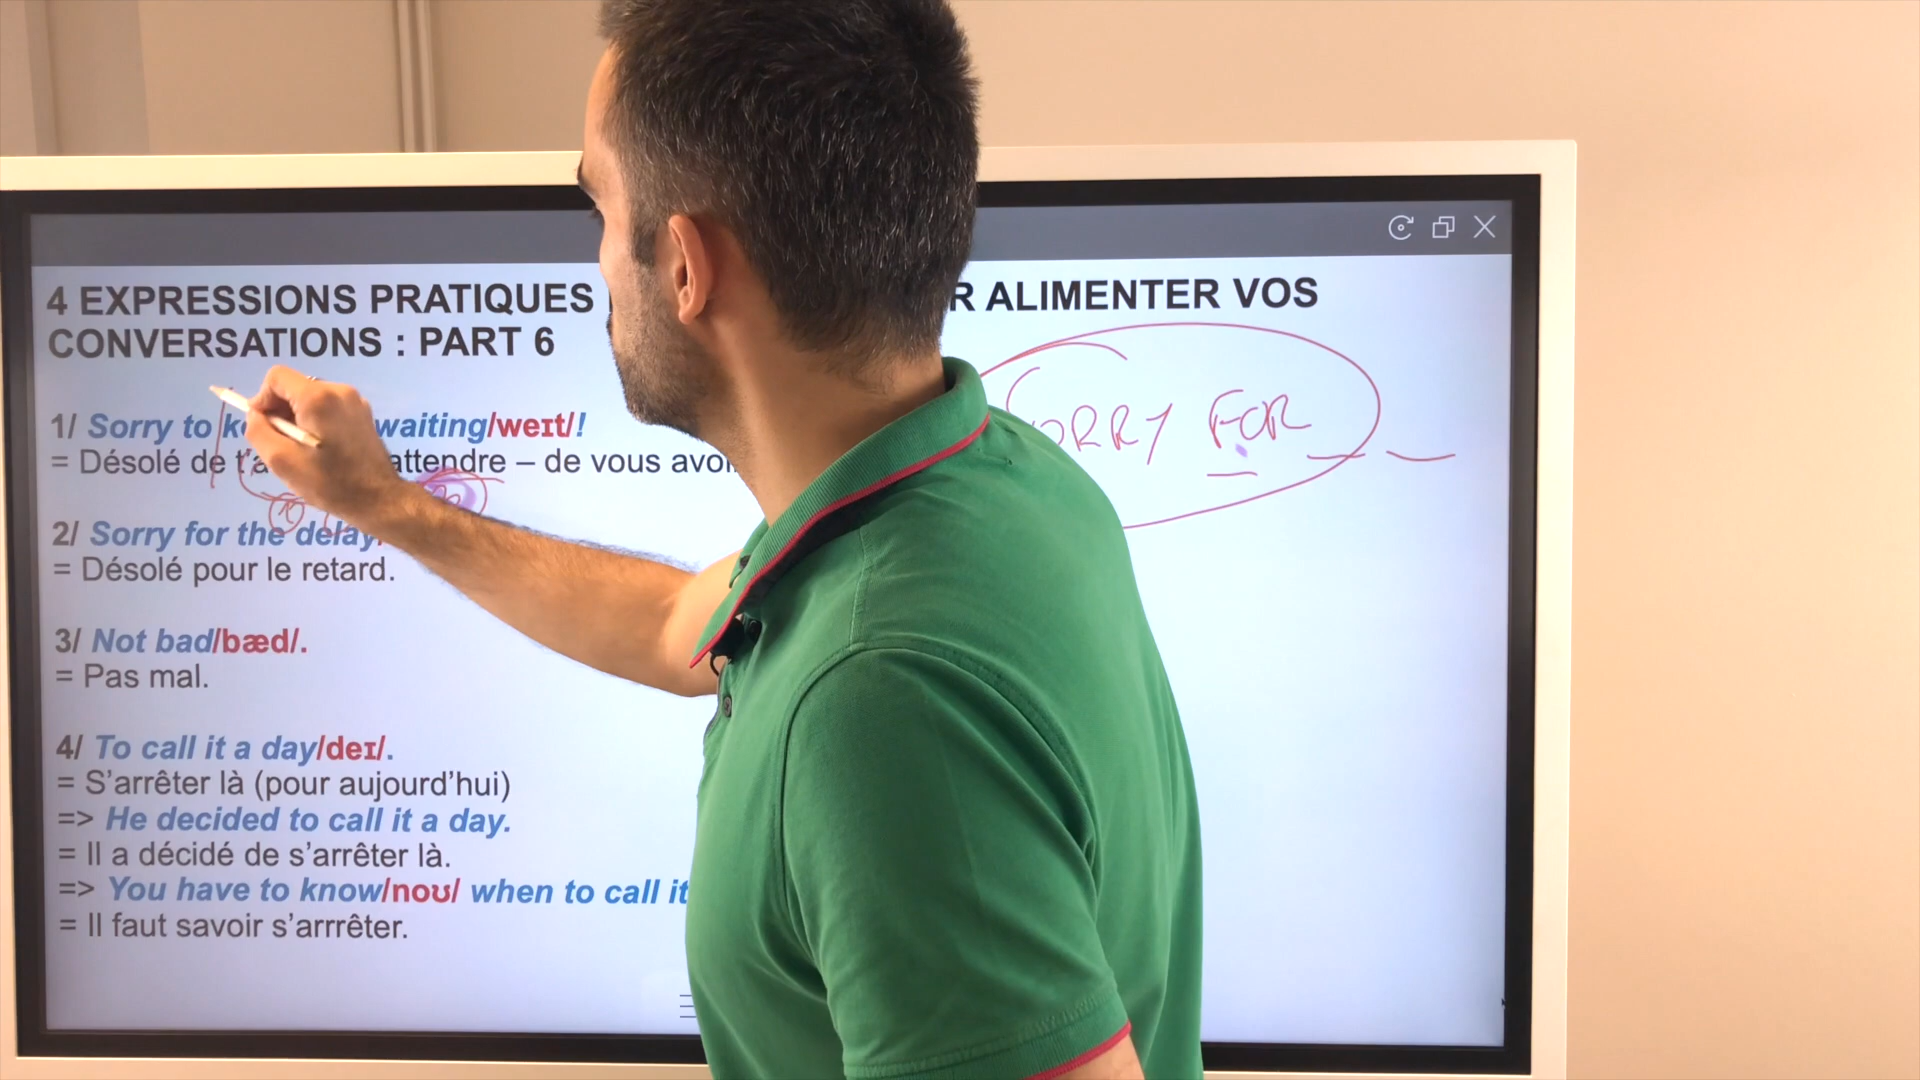 4 EXPRESSIONS PRATIQUES R ALIMENTER VOS
CONVERSATIONS : PART 6
1/ Sorry to waiting/weɪt/!
= Désolé de attendre – de vous
SORRY FOR
2/ Sorry for the delay
= Désolé pour le retard.
3/ Not bad/bæd/.
= Pas mal.
4/ To call it a day/deɪ/.
= S’arrêter là (pour aujourd’hui)
=> He decided to call it a day.
= Il a décidé de s’arrêter là.
=> You have to know/noʊ/ when to call it
= Il faut savoir s’arrrêter.